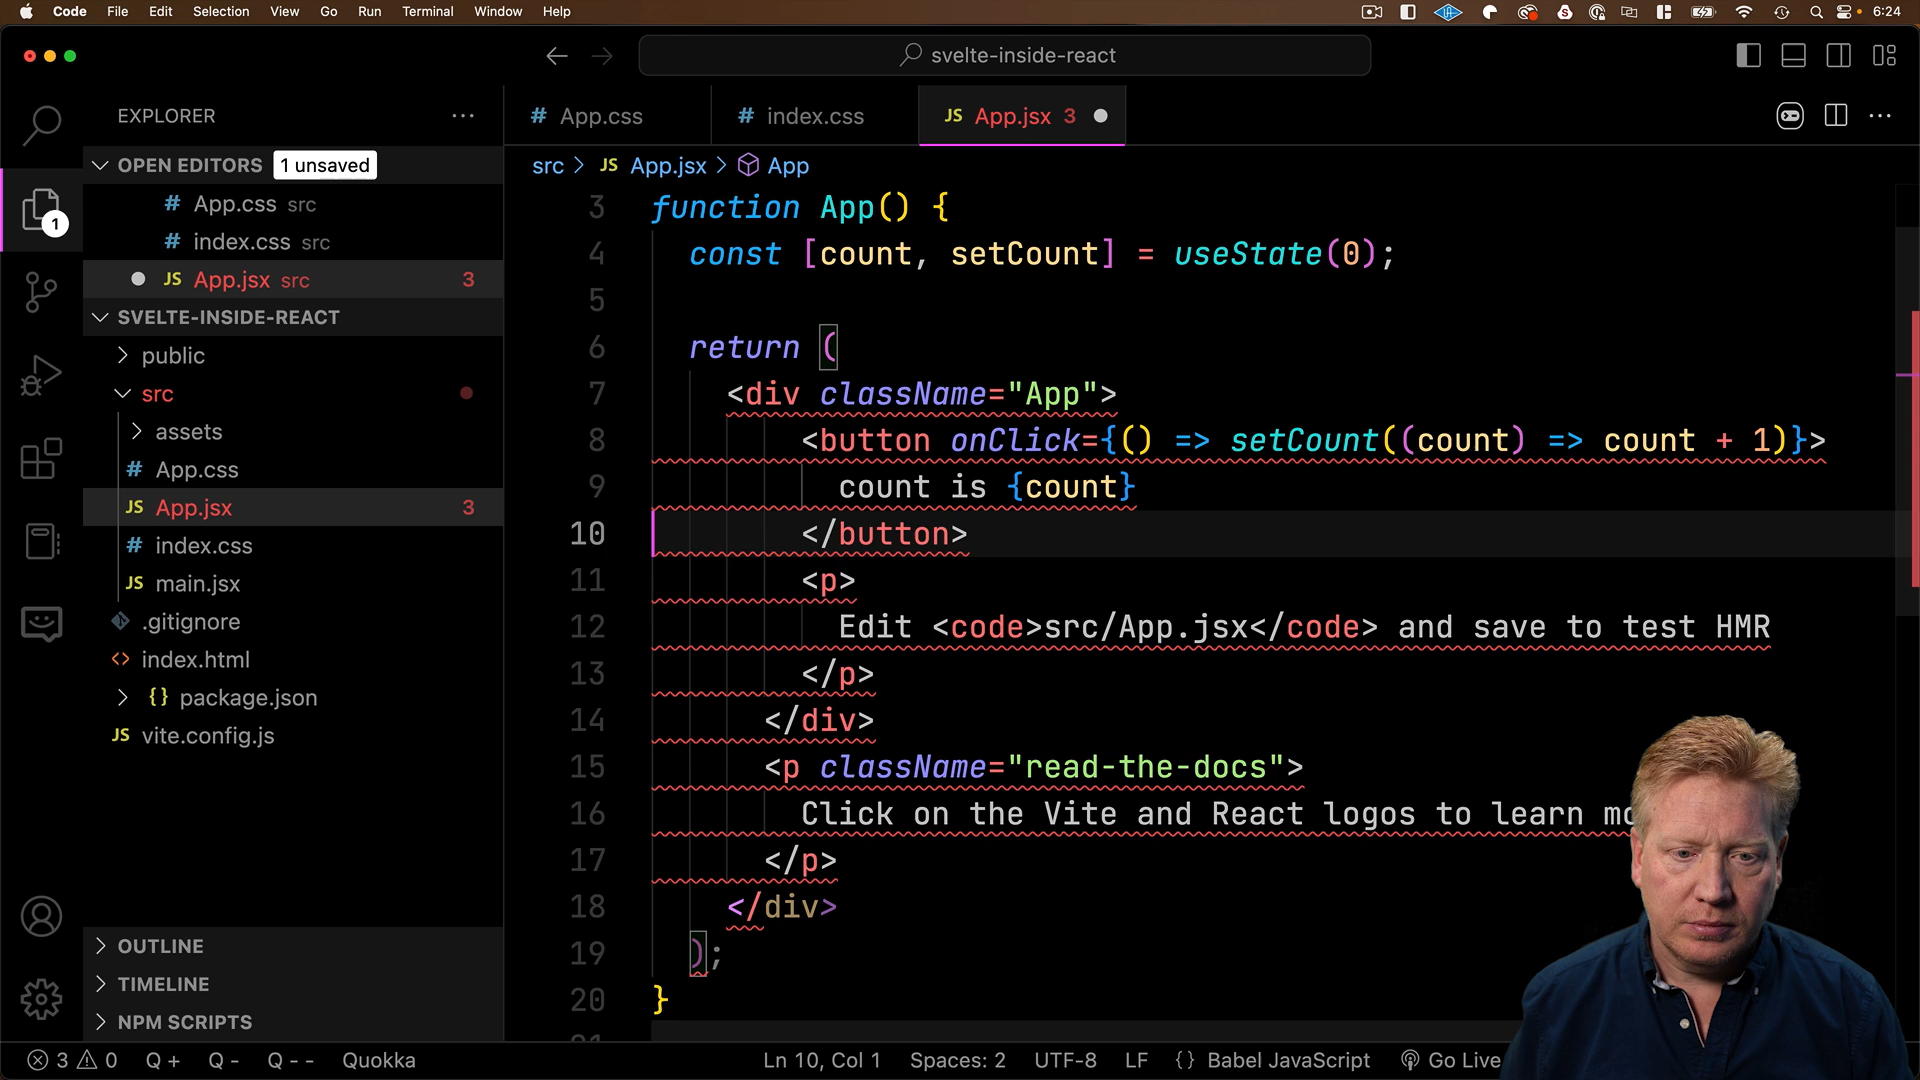 Code File Edit Selection View Go Run Terminal Window Help 6:24
svelte-inside-react
EXPLORER
# App.css
# index.css
JS App.jsx 3
OPEN EDITORS 1 unsaved
src > JS App.jsx > App
# App.css src
# index.css src
JS App.jsx src 3
1
SVELTE-INSIDE-REACT
public
src
assets
# App.css
JS App.jsx 3
# index.css
JS main.jsx
.gitignore
<> index.html
{} package.json
JS vite.config.js
OUTLINE
TIMELINE
NPM SCRIPTS
3 function App() {
4 const [count, setCount] = useState(0);
5
6 return (
7 <div className="App">
8 <button onClick={() => setCount((count) => count + 1)}>
9 count is {count}
10 </button>
11 <p>
12 Edit <code>src/App.jsx</code> and save to test HMR
13 </p>
14 </div>
15 <p className="read-the-docs">
16 Click on the Vite and React logos to learn mo
17 </p>
18 </div>
19 );
20 }
3 0 Q + Q - Q - - Quokka Ln 10, Col 1 Spaces: 2 UTF-8 LF {} Babel JavaScript Go Live